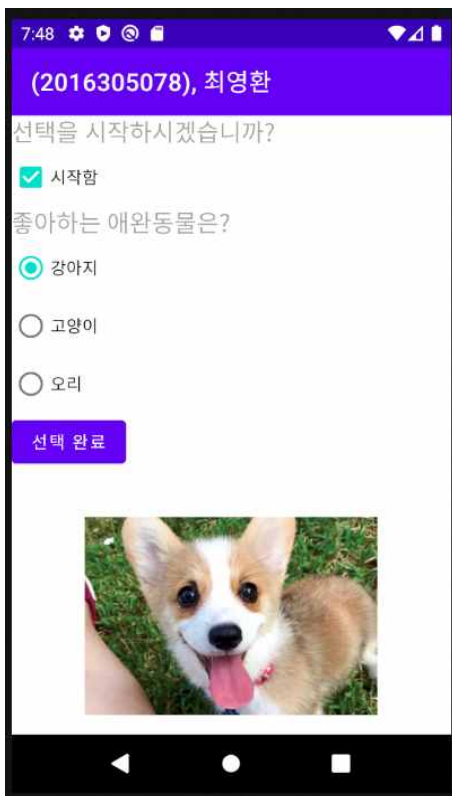 7:48
(2016305078), 최영환
선택을 시작하시겠습니까?
시작함
좋아하는 애완동물은?
강아지
고양이
오리
선택 완료